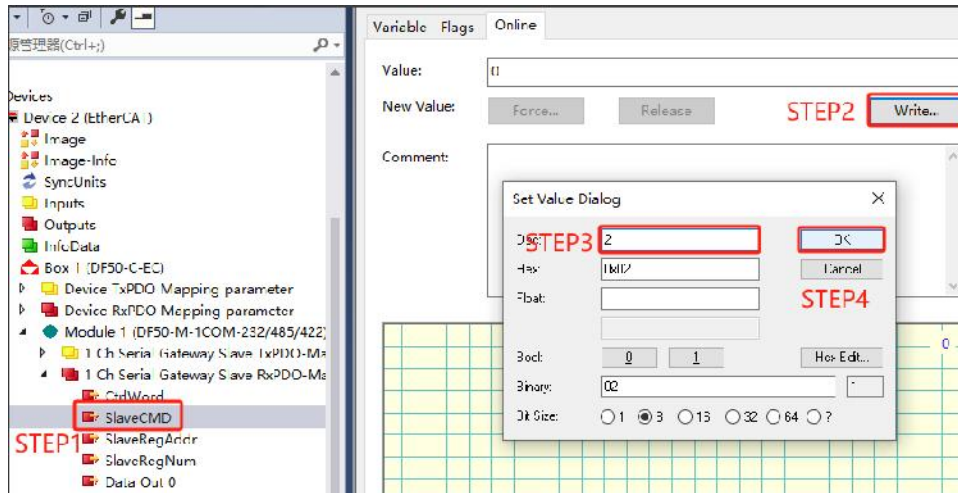 源管理器(Ctrl+;)
Devices
Device 2 (EtherCAT)
Image
Image-Info
SyncUnits
Inputs
Outputs
InfoData
Box 1 (DF50-C-EC)
Device TxPDO Mapping parameter
Device RxPDO Mapping parameter
Module 1 (DF50-M-1COM-232/485/422)
1 Ch Serial Gateway Slave TxPDO-Ma
1 Ch Serial Gateway Slave RxPDO-Ma
CtrlWord
SlaveCMD
STEP1
SlaveRegAddr
SlaveRegNum
Data Out 0
Variable Flags Online
Value: 0
New Value: Force... Release STEP2 Write...
Comment:
Set Value Dialog
Dec: STEP3 2 OK
Hex: 0x02 Cancel
Float: STEP4
Bool: 0 1 Hex Edit...
Binary: 02 1
Bit Size: 1 8 16 32 64 ?
0